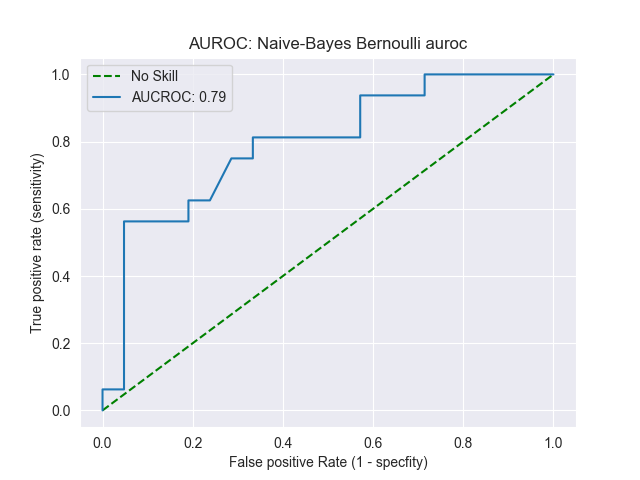 AUROC: Naive-Bayes Bernoulli auroc
No Skill
AUCROC: 0.79
True positive rate (sensitivity)
1.0
0.8
0.6
0.4
0.2
0.0
0.0 0.2 0.4 0.6 0.8 1.0
False positive Rate (1 - specfity)